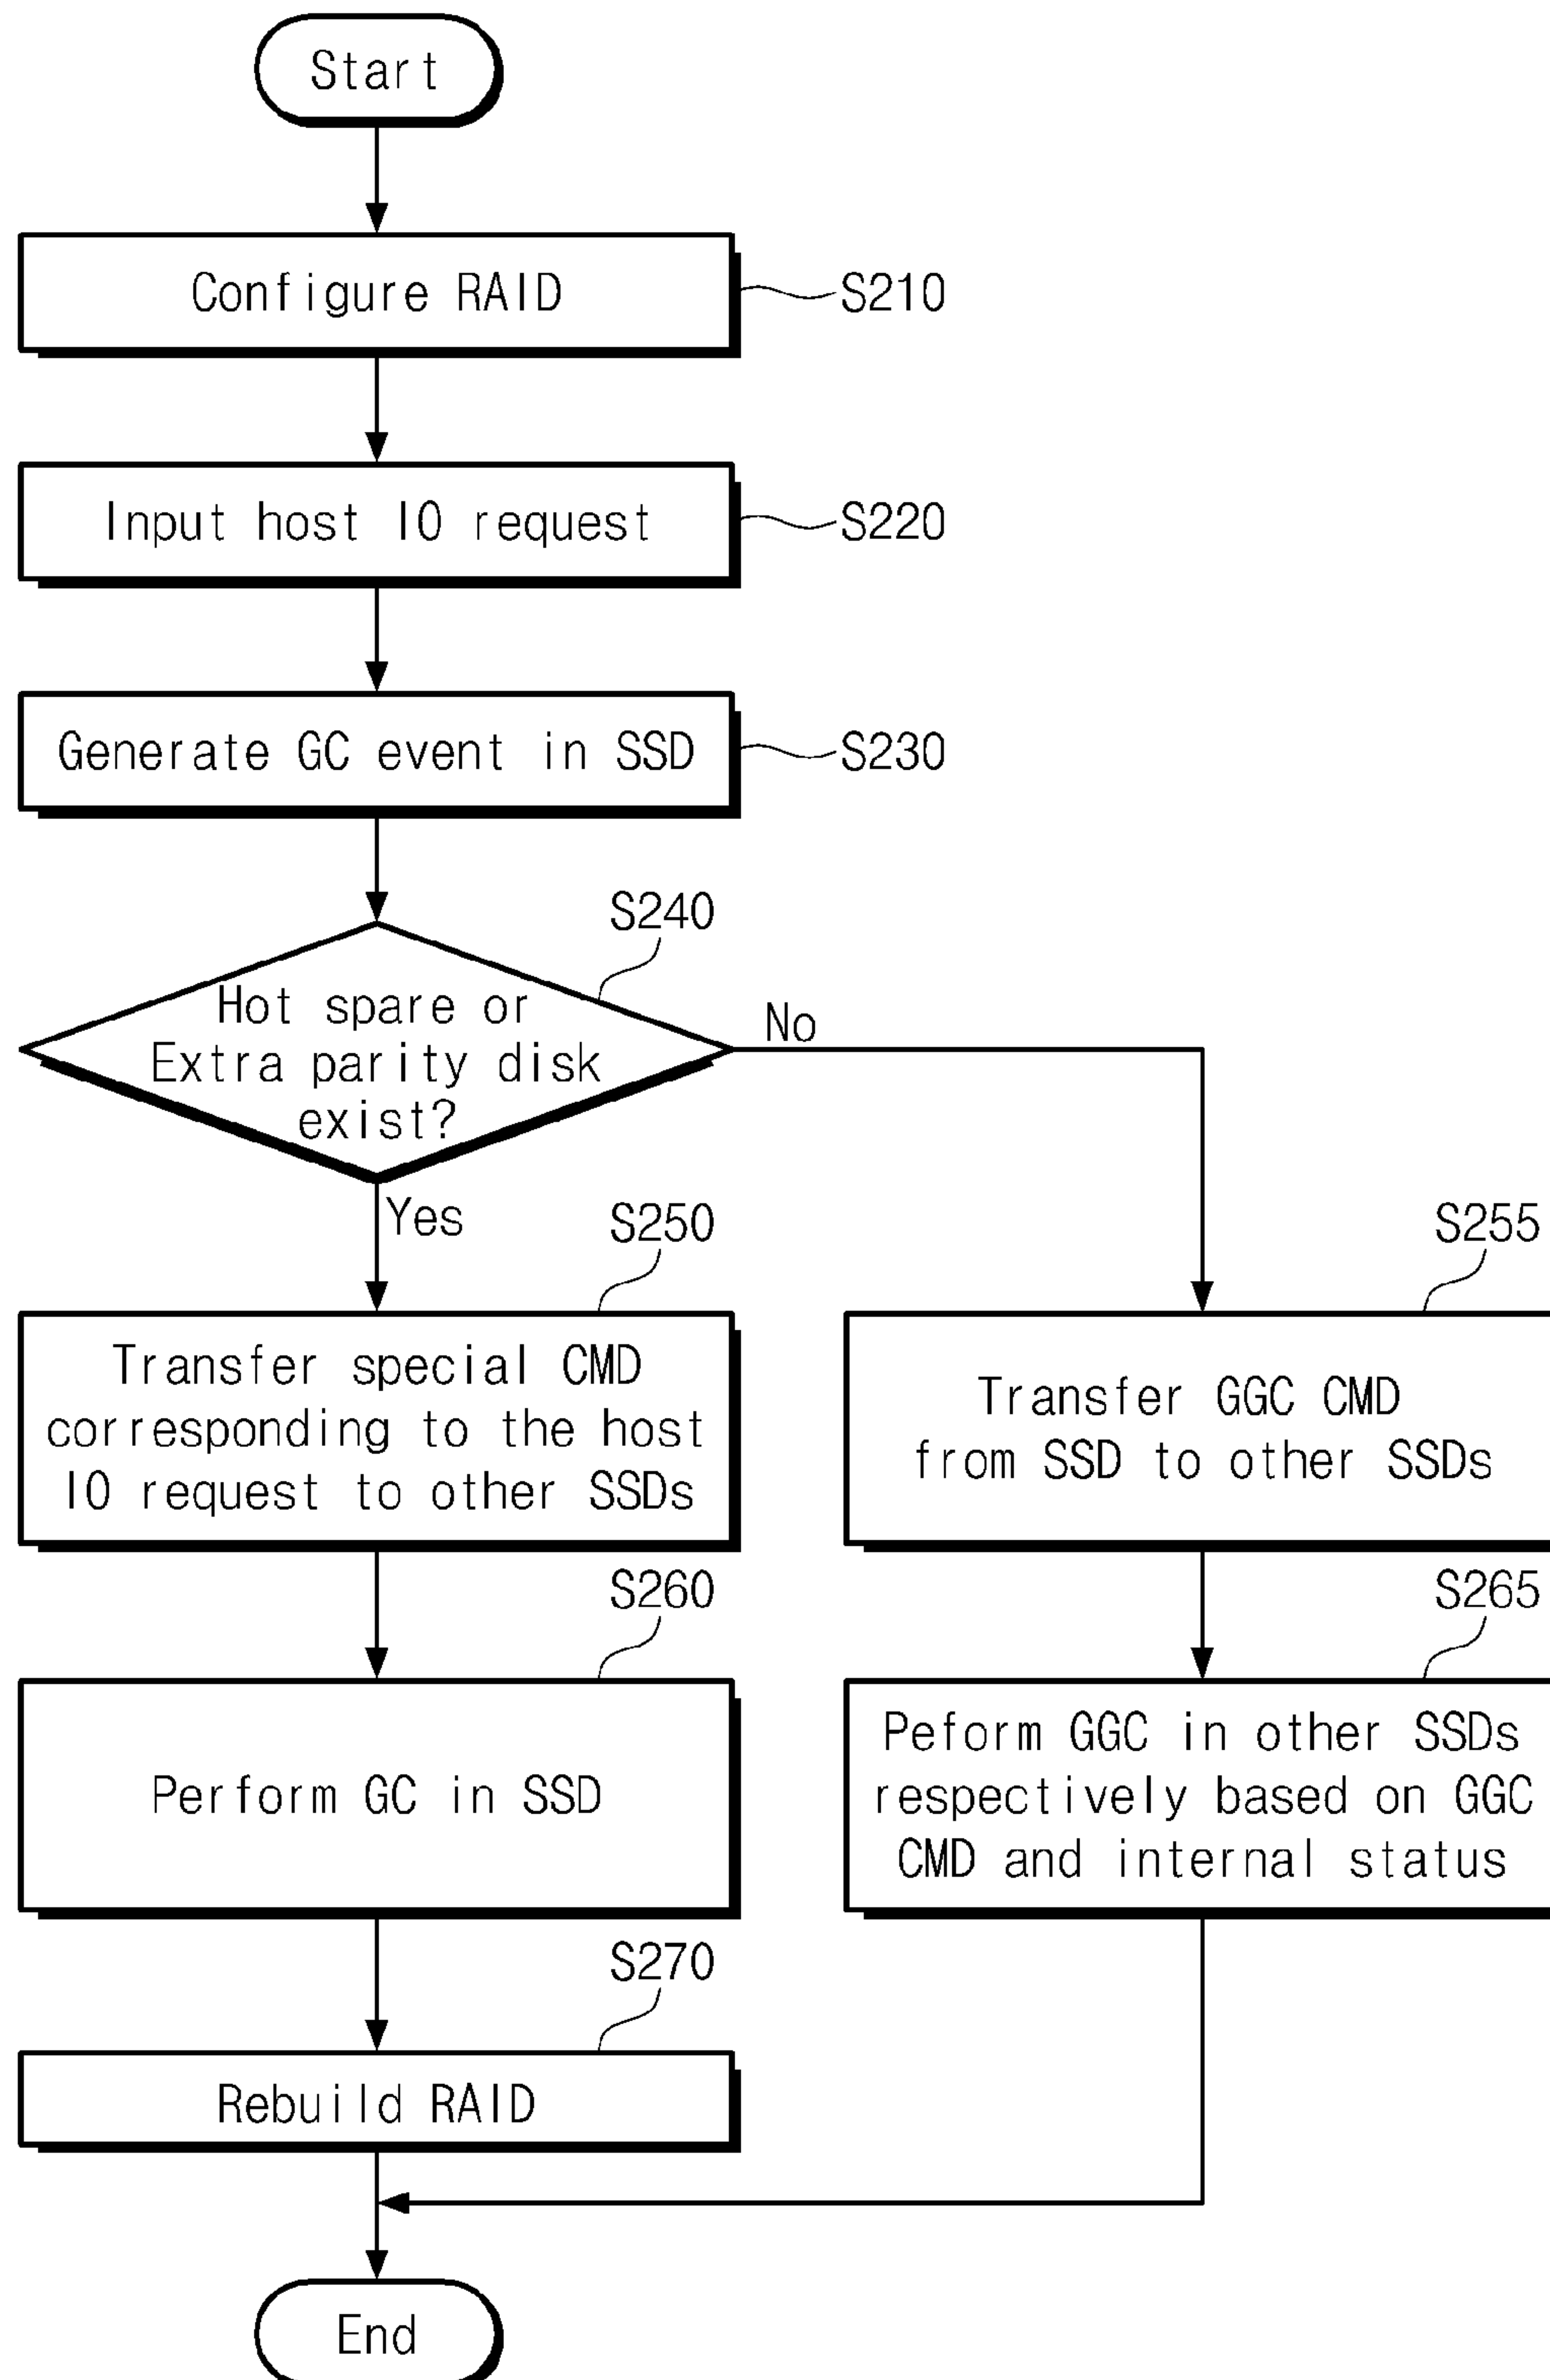 Start
Configure RAID
S210
Input host IO request
S220
Generate GC event in SSD
S230
S240
Hot spare or
Extra parity disk
exist?
No
Yes
S250
Transfer special CMD
corresponding to the host
IO request to other SSDs
S255
Transfer GGC CMD
from SSD to other SSDs
S260
Perform GC in SSD
S265
Peform GGC in other SSDs
respectively based on GGC
CMD and internal status
S270
Rebuild RAID
End